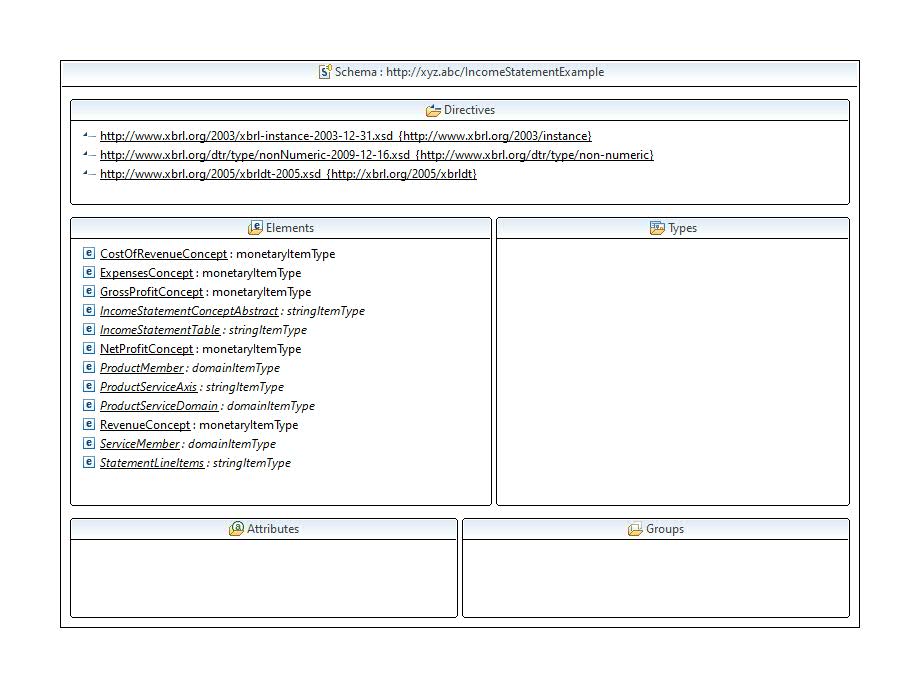 Schema : http://xyz.abc/IncomeStatementExample
Directives
http://www.xbrl.org/2003/xbrl-instance-2003-12-31.xsd {http://www.xbrl.org/2003/instance}
http://www.xbrl.org/dtr/type/nonNumeric-2009-12-16.xsd {http://www.xbrl.org/dtr/type/non-numeric}
http://www.xbrl.org/2005/xbrldt-2005.xsd {http://xbrl.org/2005/xbrldt}
Elements
CostOfRevenueConcept : monetaryItemType
ExpensesConcept : monetaryItemType
GrossProfitConcept : monetaryItemType
IncomeStatementConceptAbstract : stringItemType
IncomeStatementTable : stringItemType
NetProfitConcept : monetaryItemType
ProductMember : domainItemType
ProductServiceAxis : stringItemType
ProductServiceDomain : domainItemType
RevenueConcept : monetaryItemType
ServiceMember : domainItemType
StatementLineItems : stringItemType
Types
Attributes
Groups